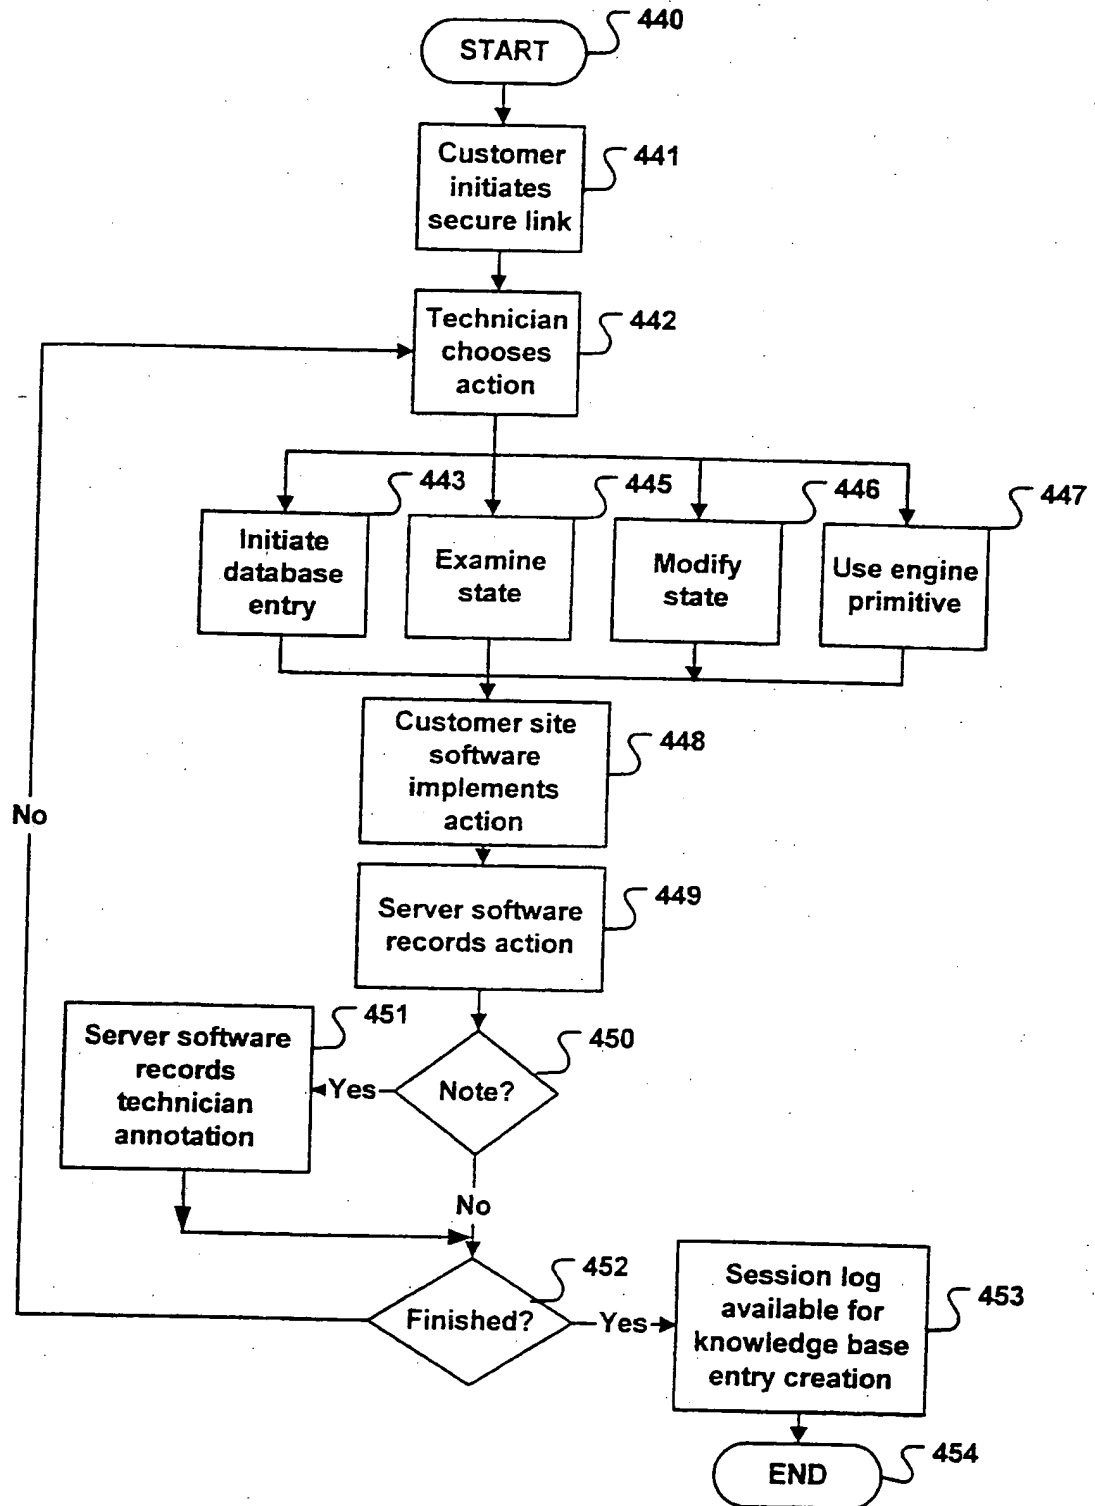 440
START
441
Customer
initiates
secure link
442
Technician
chooses
action
443
445
446
447
Initiate
database
entry
Examine
state
Modify
state
Use engine
primitive
448
Customer site
software
implements
action
No
449
Server software
records action
451
Server software
records
technician
annotation
450
Note?
Yes
No
452
Finished?
Yes
453
Session log
available for
knowledge base
entry creation
454
END